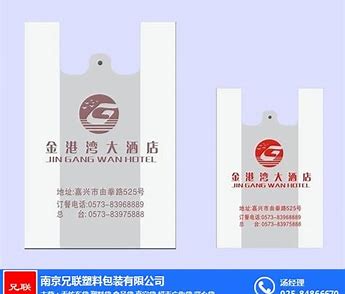 金港湾大酒店
JIN GANG WAN HOTEL
地址:嘉兴市由拳路525号
订餐电话:0573-83968889
总    台:0573-83975888
金港湾大酒店
JIN GANG WAN HOTEL
地址:嘉兴市由拳路525号
订餐电话:0573-83968889
总    台:0573-83975888
兄联
南京兄联塑料包装有限公司
汤经理